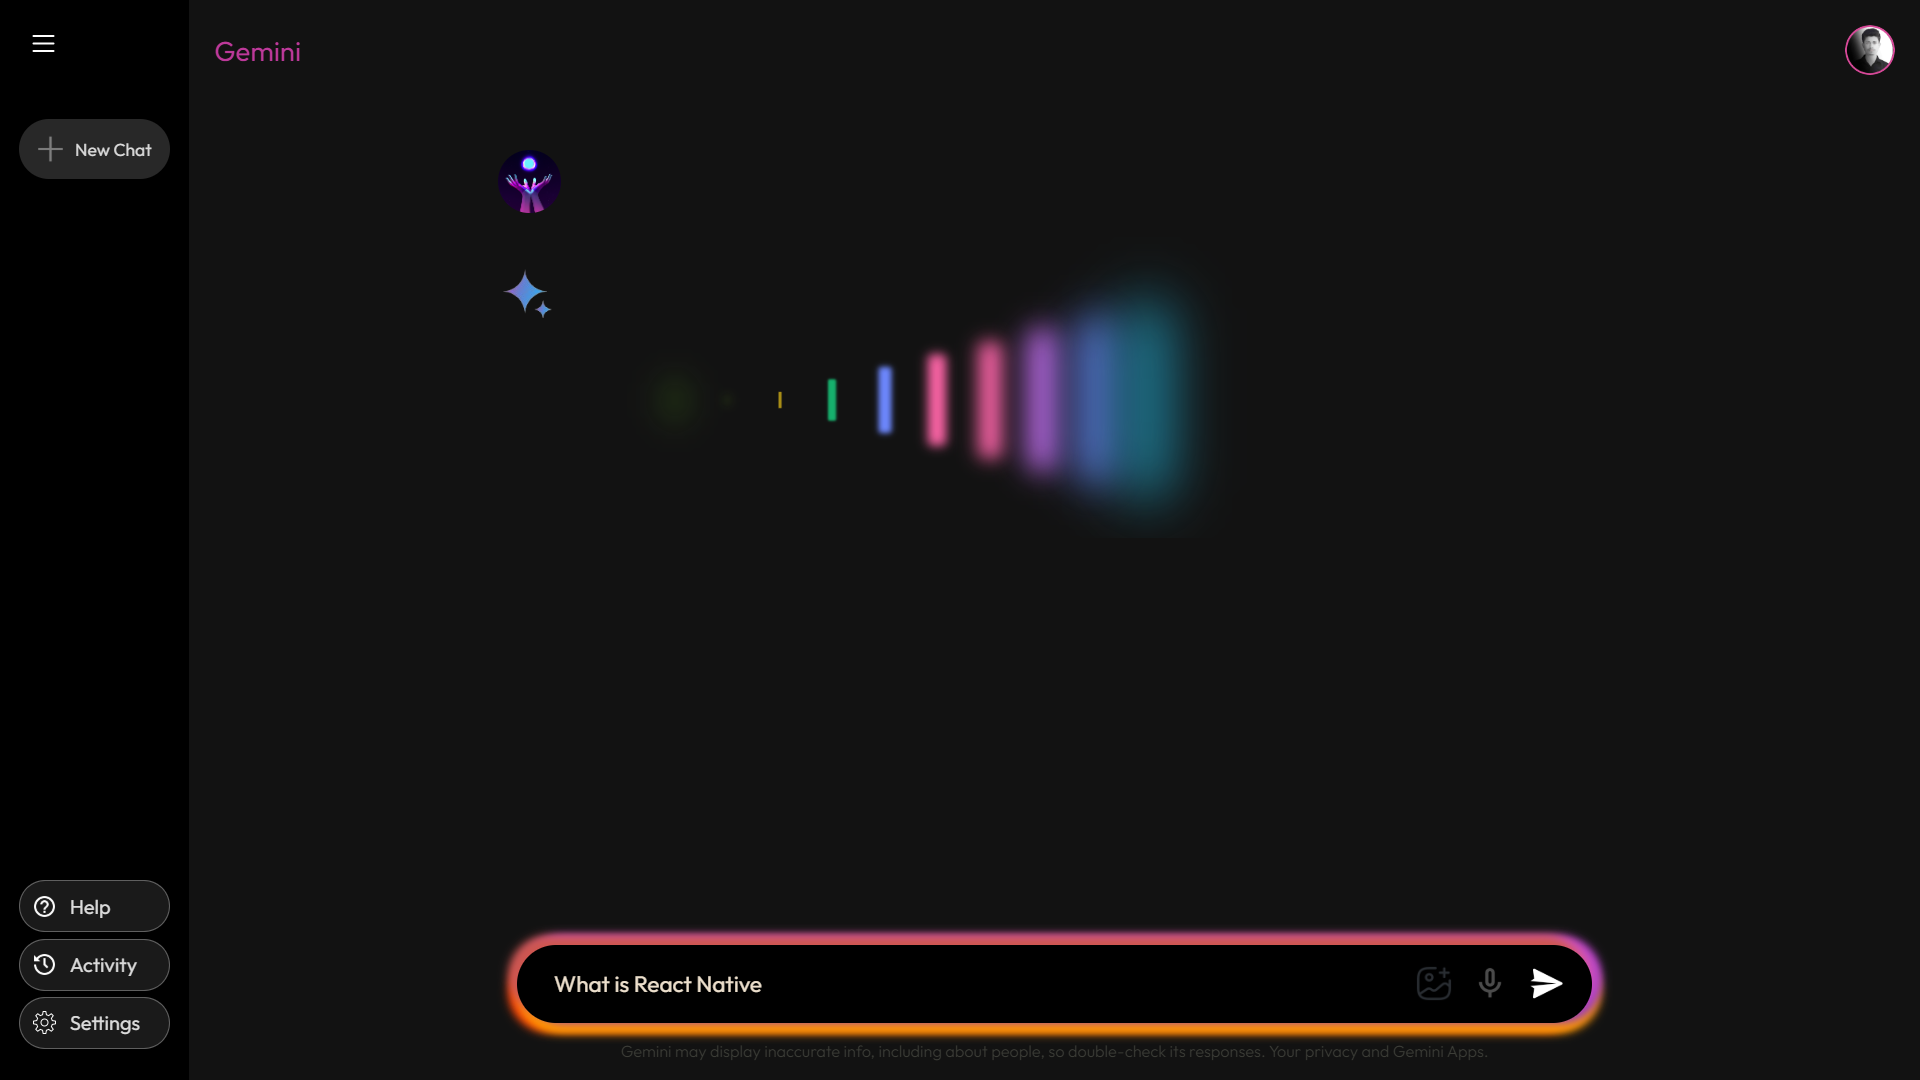 Gemini
New Chat
Help
Activity
Settings
What is React Native
Gemini may display inaccurate info, including about people, so double-check its responses. Your privacy and Gemini Apps.